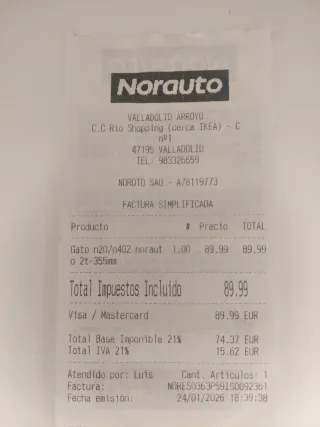 Norauto
VALLADOLID ARROYO
C.C Rio Shopping (cerca IKEA) - C
nº1
47195 VALLADOLID
TEL: 983326659
NOROTO SAU - A78119773
FACTURA SIMPLIFICADA
Producto # Precio TOTAL
Gato n20/n402 noraut 1.00 89.99 89.99
o 2t-355mm
Total Impuestos Incluido 89.99
Visa / Mastercard 89.99 EUR
Total Base Imponible 21% 74.37 EUR
Total IVA 21% 15.62 EUR
Atendido por: Luis Cant. Artículos: 1
Factura: NORE50363P59IS0092361
Fecha emisión: 24/01/2026 18:39:38